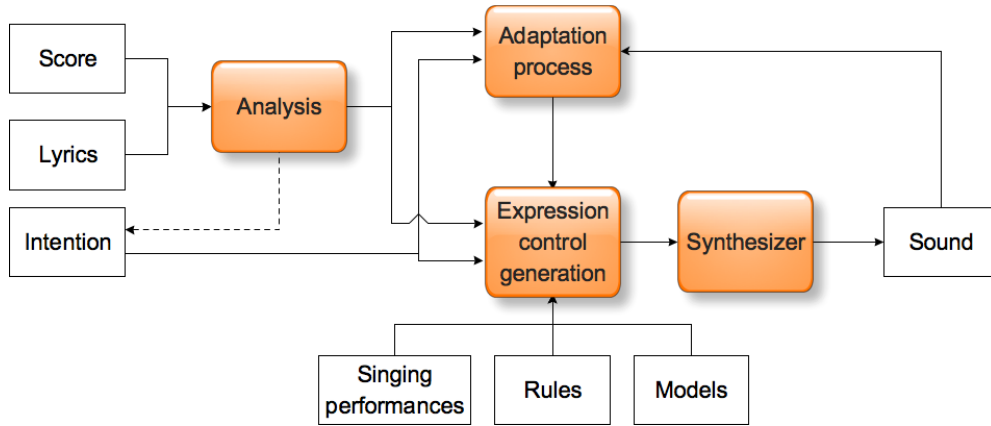 Score
Lyrics
Intention
Analysis
Adaptation
process
Expression
control
generation
Synthesizer
Sound
Singing
performances
Rules
Models